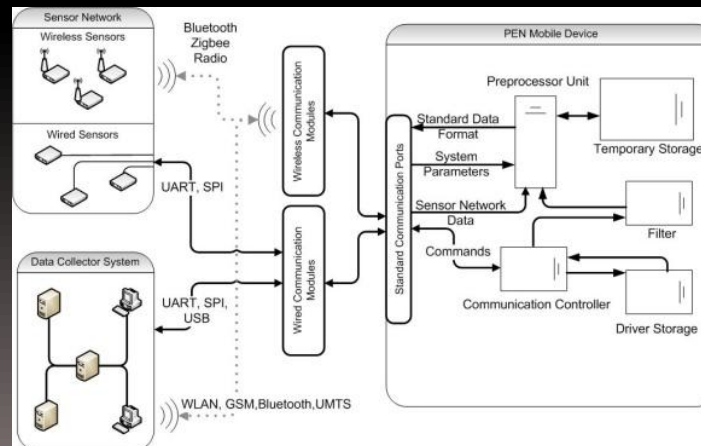 Sensor Network
Wireless Sensors
Wired Sensors
UART, SPI
Bluetooth
Zigbee
Radio
Data Collector System
UART, SPI,
USB
WLAN, GSM,Bluetooth,UMTS
Wireless Communication
Modules
Wired Communication
Modules
PEN Mobile Device
Standard Communication Ports
Standard Data
Format
System
Parameters
Sensor Network
Data
Commands
Preprocessor Unit
Temporary Storage
Filter
Communication Controller
Driver Storage